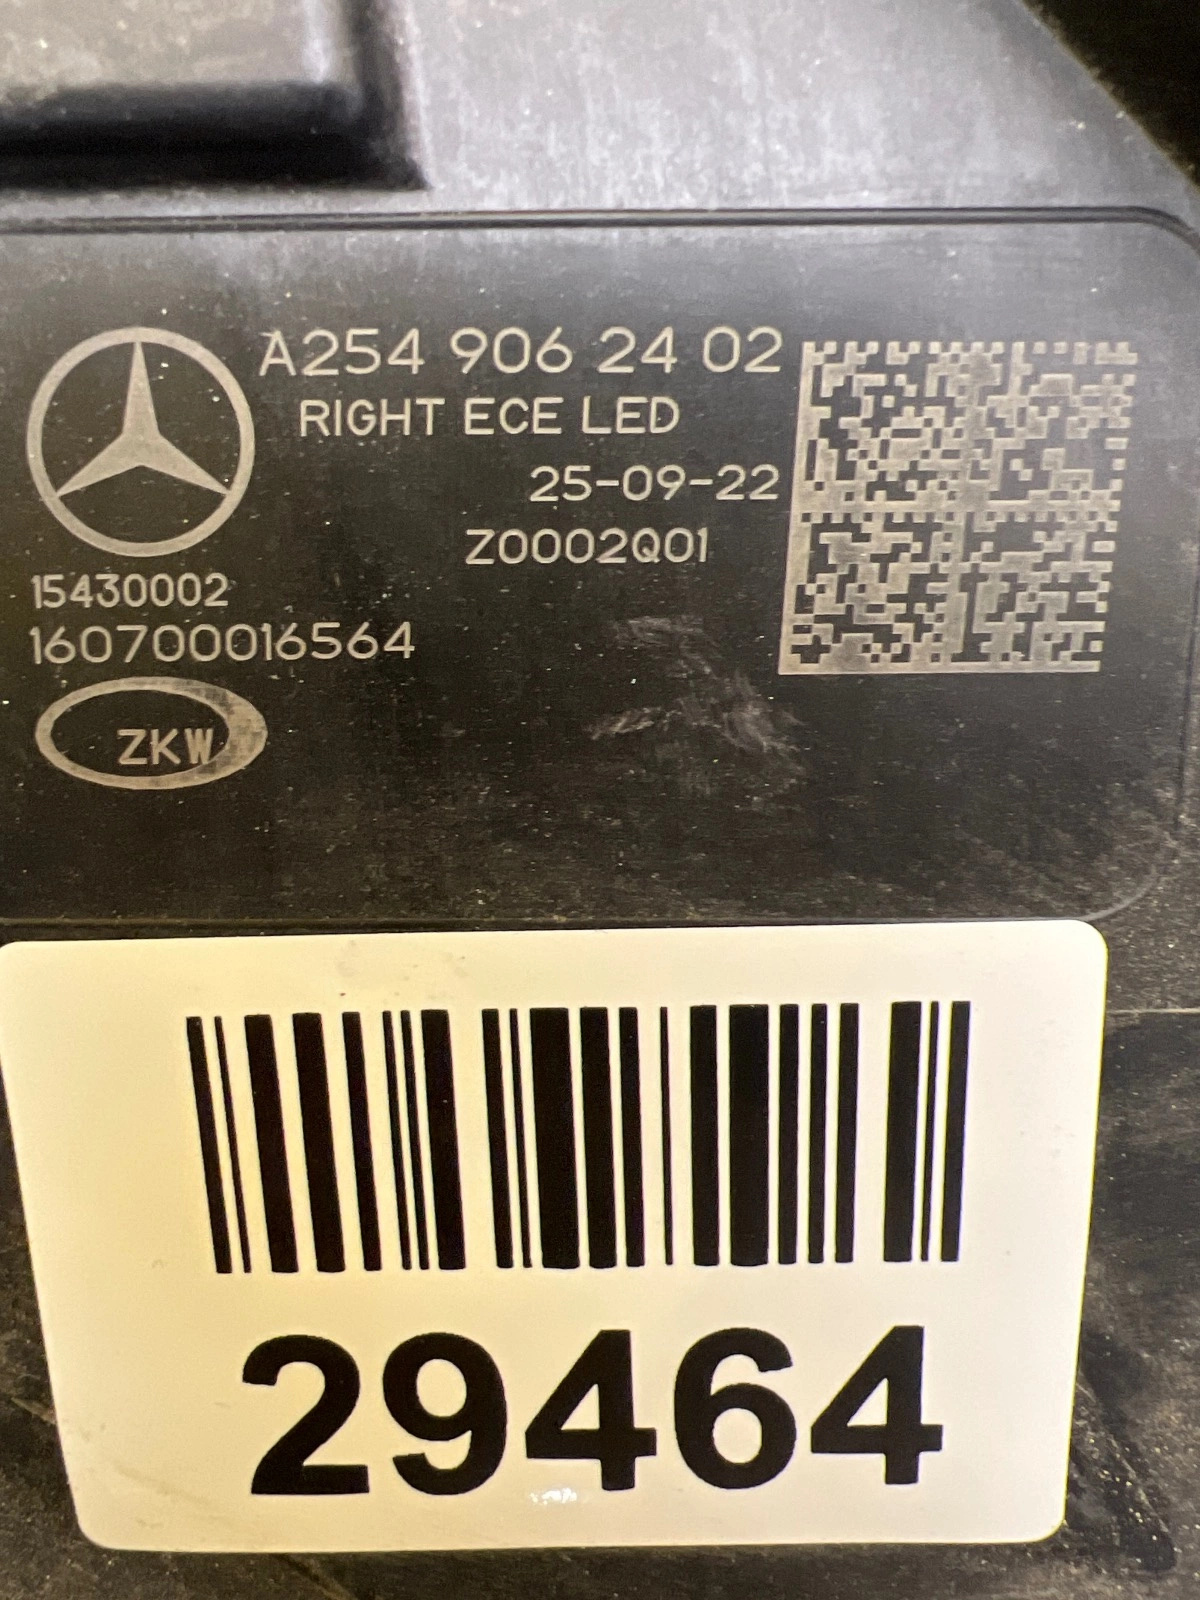 A254 906 24 02
RIGHT ECE LED
25-09-22
Z0002Q01
15430002
160700016564
ZKW
29464